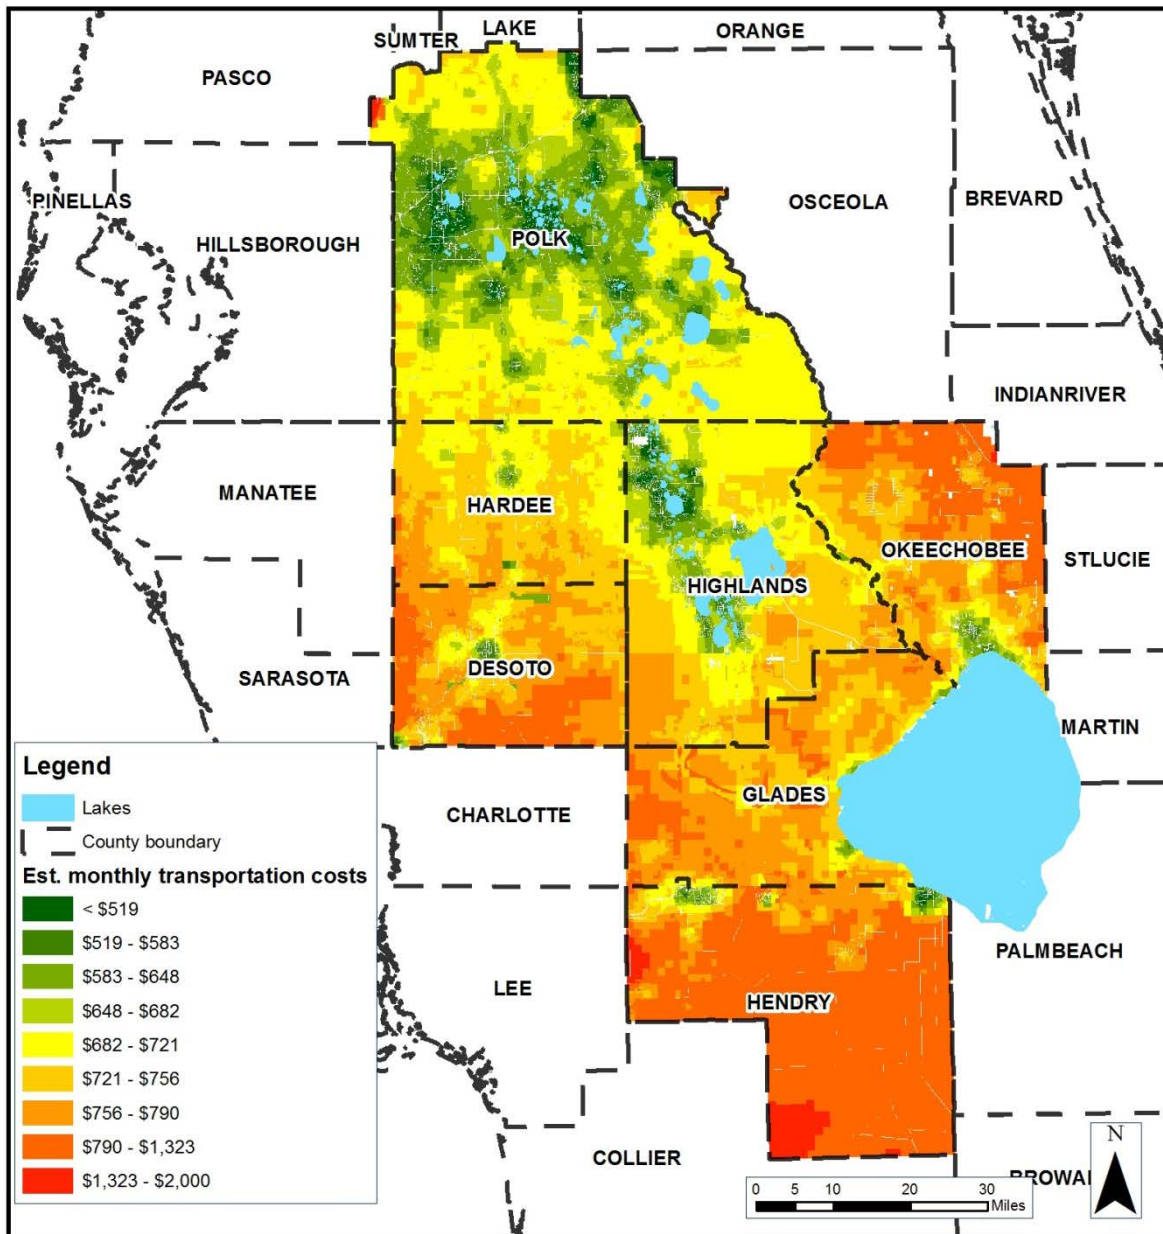 LAKE
ORANGE
SUMTER
PASCO
PINELLAS
OSCEOLA
BREVARD
HILLSBOROUGH
POLK
INDIANRIVER
MANATEE
HARDEE
OKEECHOBEE
STLUCIE
HIGHLANDS
SARASOTA
DESOTO
MARTIN
GLADES
CHARLOTTE
PALMBEACH
LEE
HENDRY
COLLIER
BROWA
Legend
Lakes
County boundary
Est. monthly transportation costs
< $519
$519 - $583
$583 - $648
$648 - $682
$682 - $721
$721 - $756
$756 - $790
$790 - $1,323
$1,323 - $2,000
N
0 5 10 20 30
Miles